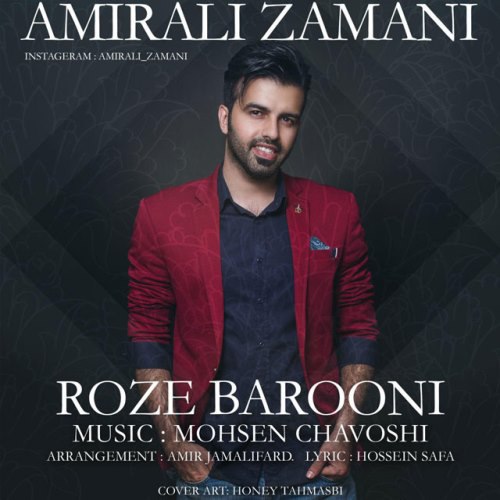 AMIRALI ZAMANI
INSTAGERAM : AMIRALI_ZAMANI
ROZE BAROONI
MUSIC : MOHSEN CHAVOSHI
ARRANGEMENT : AMIR JAMALIFARD. LYRIC : HOSSEIN SAFA
COVER ART: HONEY TAHMASBI